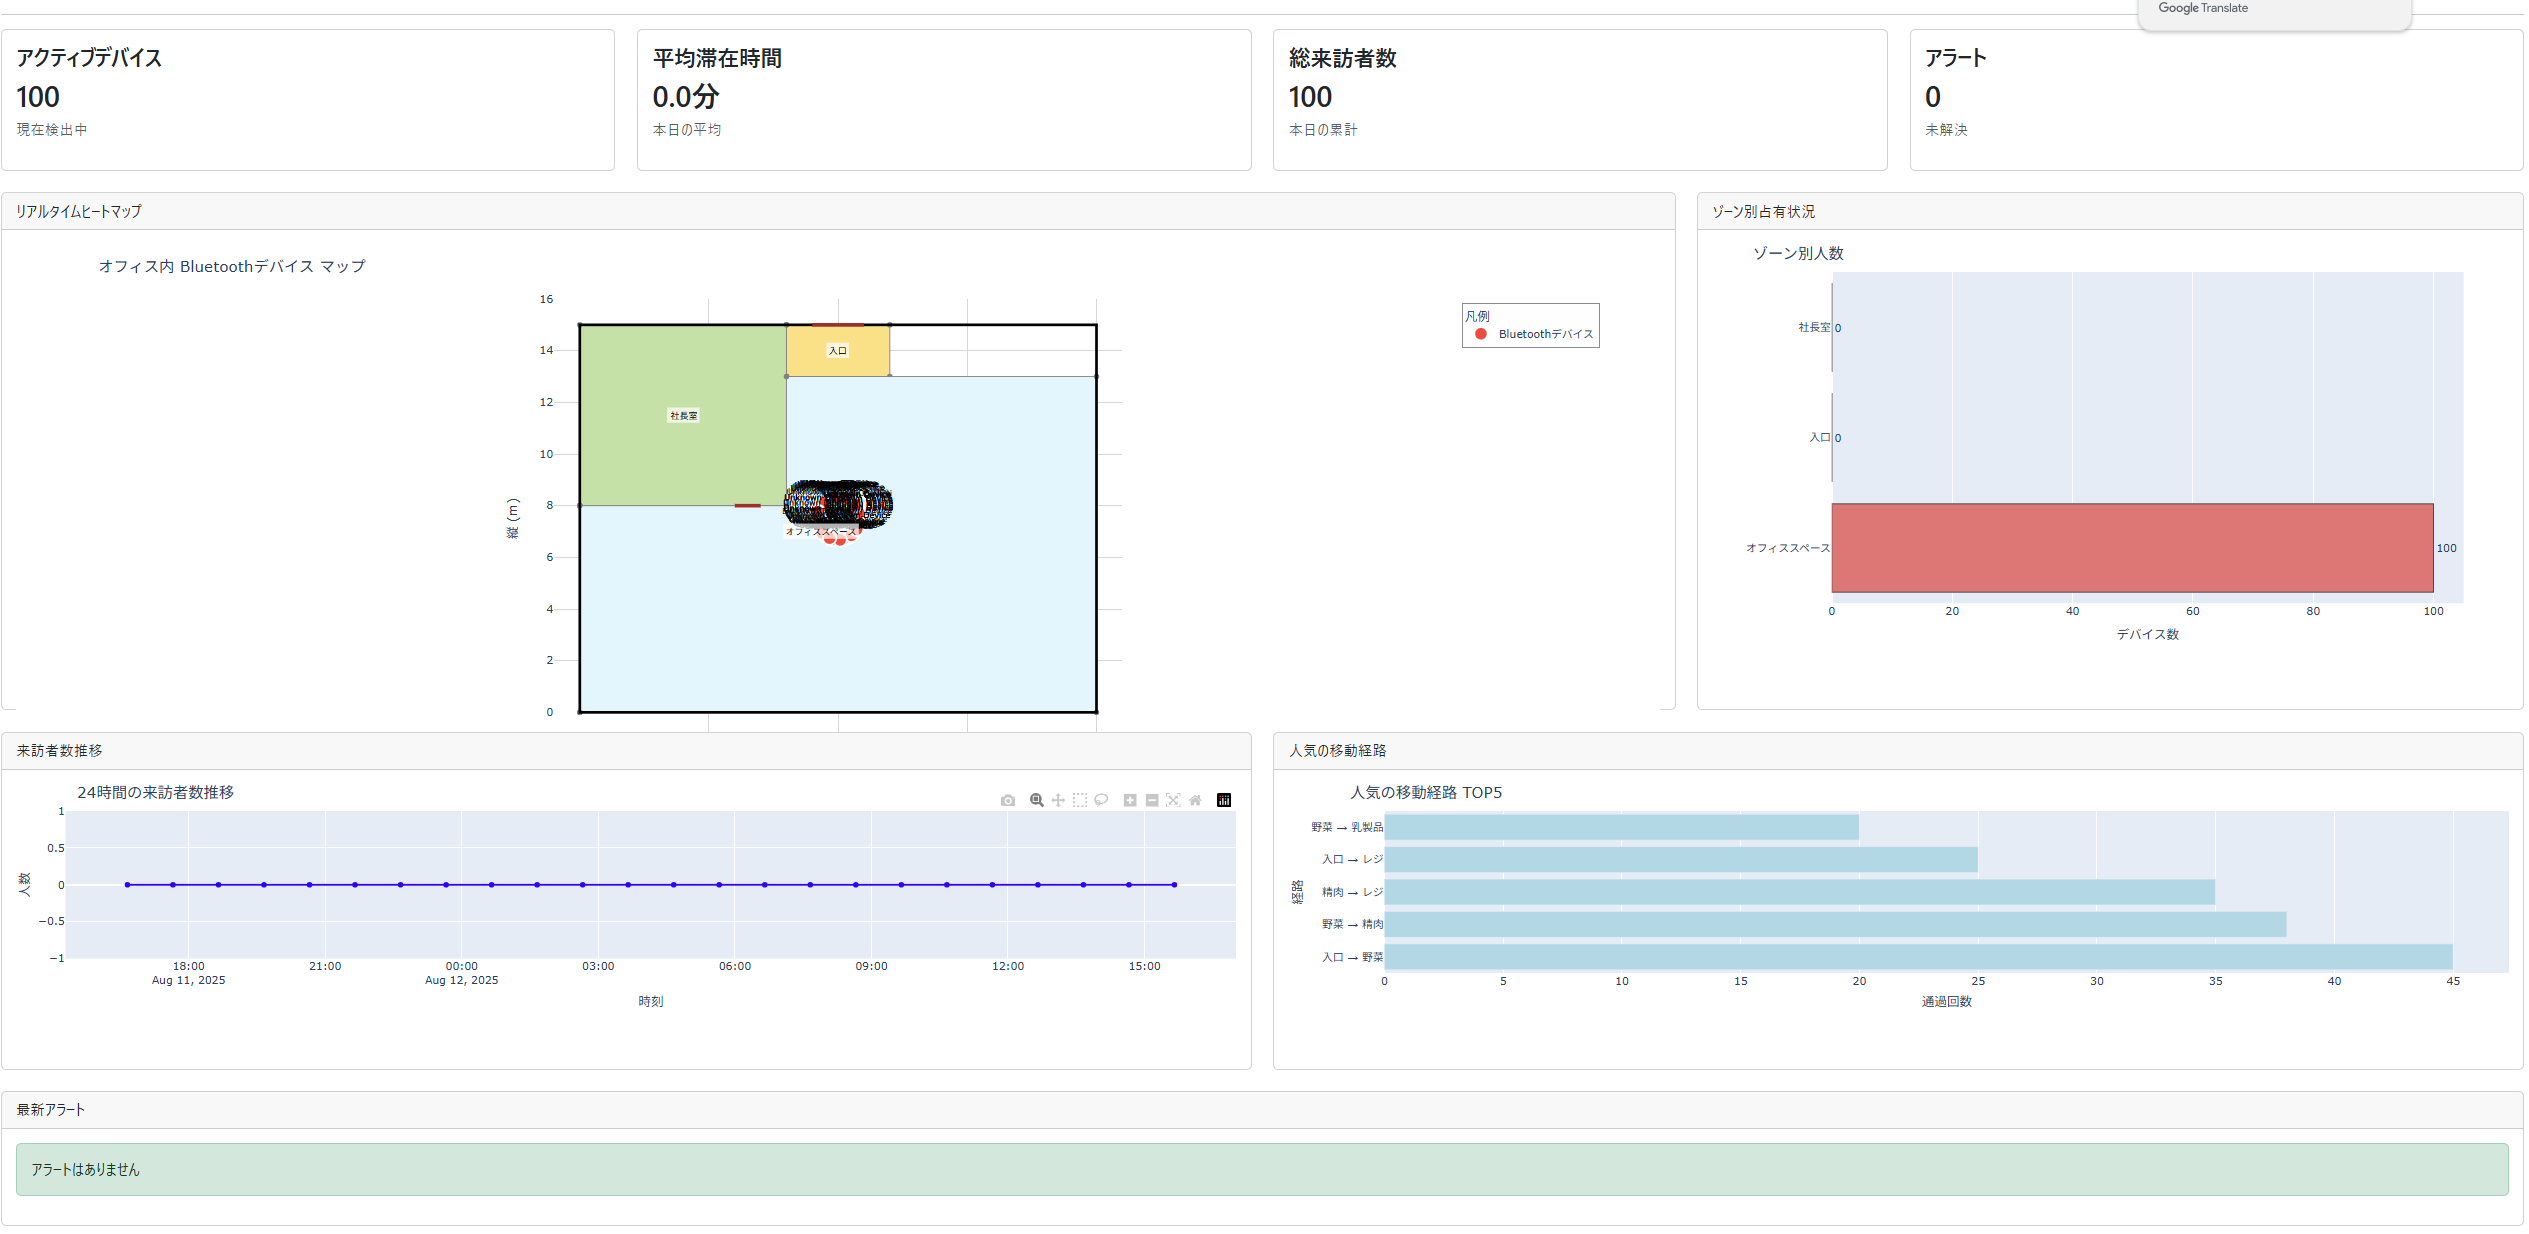 Google Translate
アクティブデバイス
100
現在検出中
平均滞在時間
0.0分
本日の平均
総来訪者数
100
本日の累計
アラート
0
未解決
リアルタイムヒートマップ
オフィス内 Bluetoothデバイス マップ
16
14
12
10
8
6
4
2
0
縦 (m)
入口
社長室
オフィススペース
凡例
Bluetoothデバイス
ゾーン別占有状況
ゾーン別人数
社長室 0
入口 0
オフィススペース 100
0 20 40 60 80 100
デバイス数
来訪者数推移
24時間の来訪者数推移
1
0.5
0
−0.5
−1
人数
18:00 21:00 00:00 03:00 06:00 09:00 12:00 15:00
Aug 11, 2025 Aug 12, 2025
時刻
人気の移動経路
人気の移動経路 TOP5
野菜 → 乳製品
入口 → レジ
精肉 → レジ
野菜 → 精肉
入口 → 野菜
経路
0 5 10 15 20 25 30 35 40 45
通過回数
最新アラート
アラートはありません